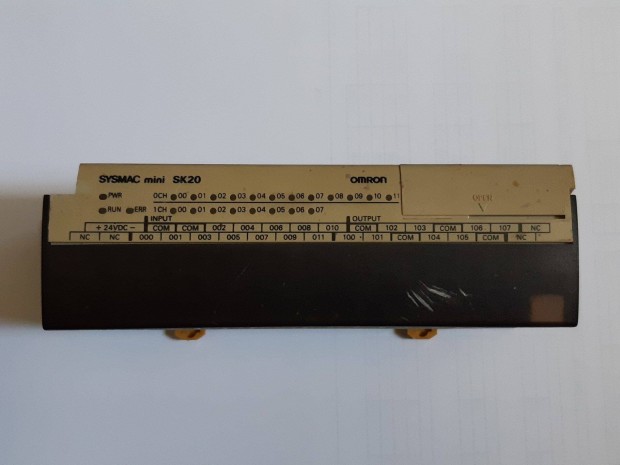 SYSMAC mini SK20 OMRON
PWR 0CH 00 01 02 03 04 05 06 07 08 09 10 11
OPEN
RUN ERR 1CH 00 01 02 03 04 05 06 07
INPUT OUTPUT
+ 24VDC - COM COM 002 004 006 008 010 COM 102 103 COM 106 107 NC
NC NC 000 001 003 005 007 009 011 100 101 COM 104 105 COM NC